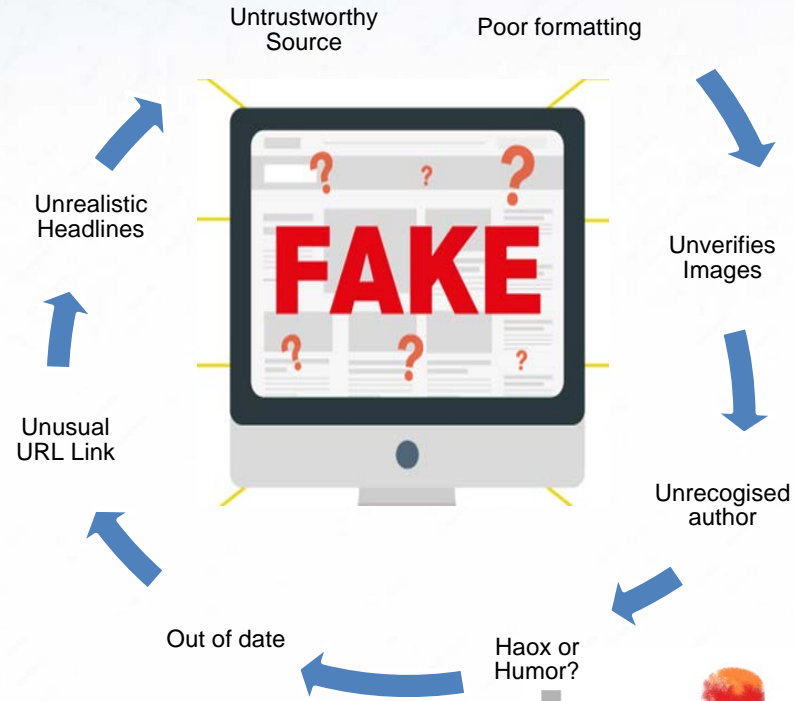 Untrustworthy
Source
Poor formatting
Unrealistic
Headlines
Unverifies
Images
FAKE
? ? ?
? ? ?
Unusual
URL Link
Unrecogised
author
Out of date
Haox or
Humor?